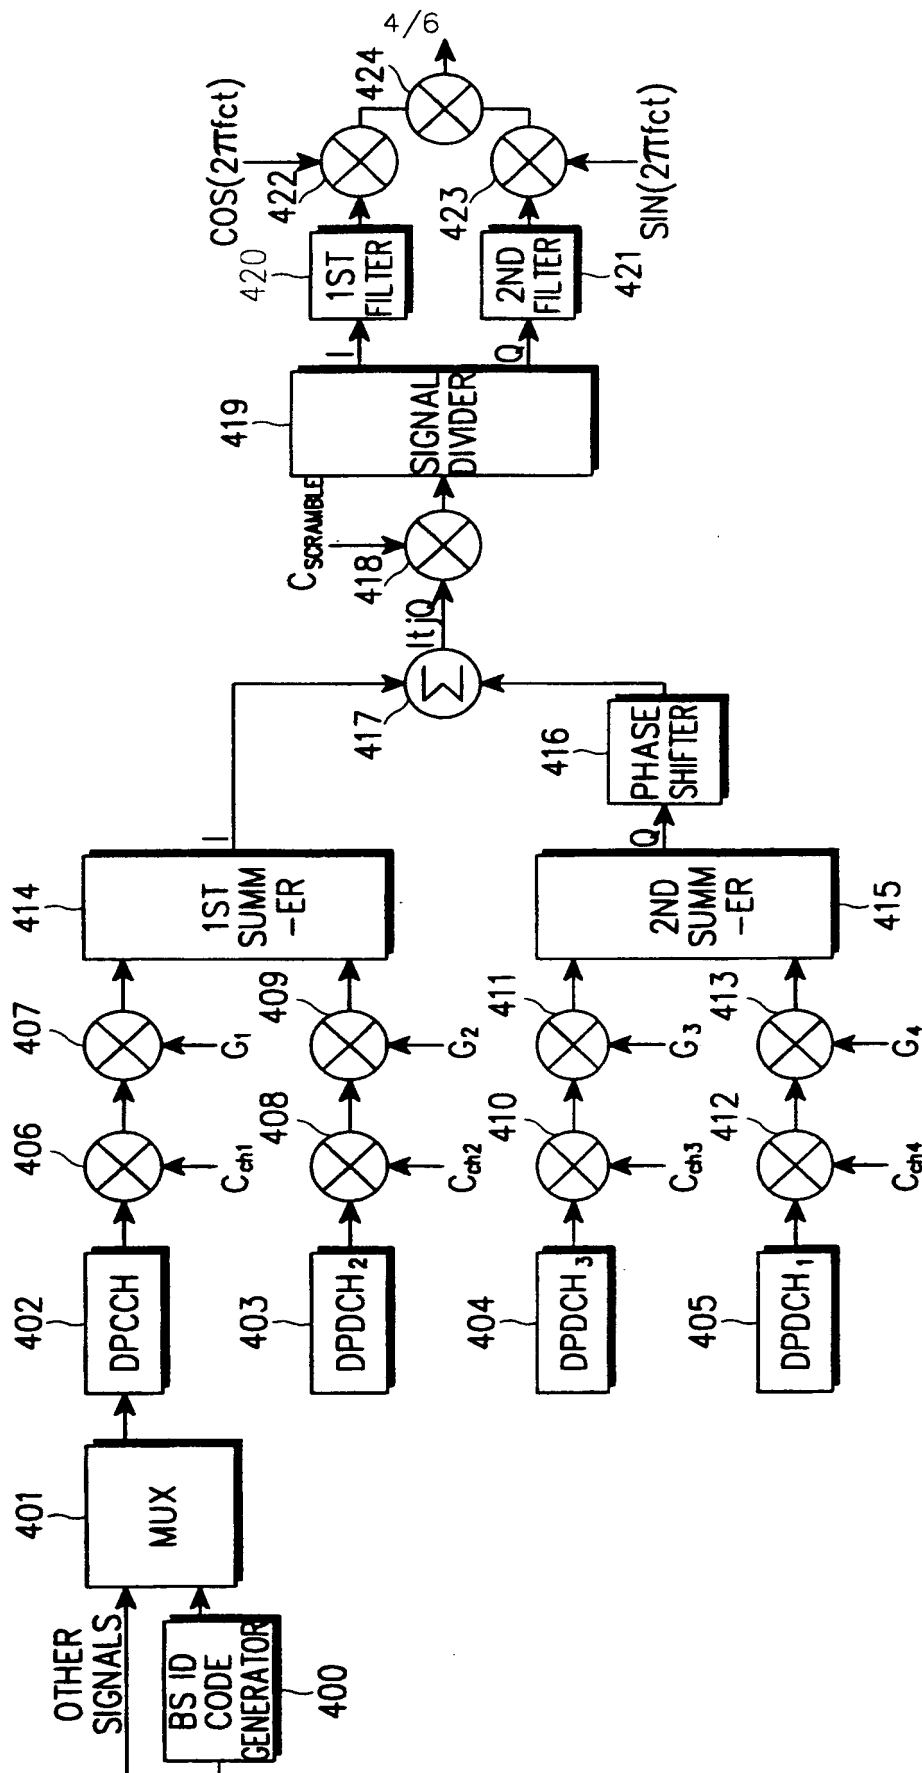 OTHER
SIGNALS
BS ID
CODE
GENERATOR
400
401
MUX
402
DPCCH
403
DPDCH2
404
DPDCH3
405
DPDCH1
406
Cch1
407
G1
408
Cch2
409
G2
410
Cch3
411
G3
412
Cch4
413
G4
414
1ST
SUMM
-ER
I
2ND
SUMM
-ER
415
Q
416
PHASE
SHIFTER
417
Σ
ItjQ
418
CSCRAMBLE
419
SIGNAL
DIVIDER
I
Q
420
1ST
FILTER
2ND
FILTER
421
COS(2πfct)
422
423
SIN(2πfct)
424
4/6